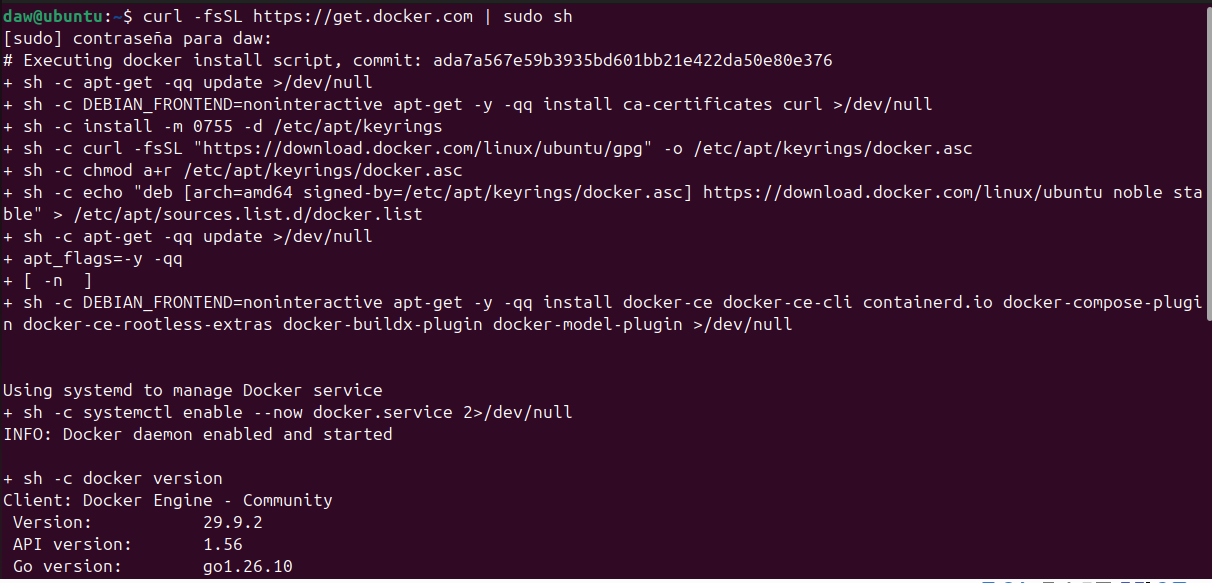 daw@ubuntu:~$ curl -fsSL https://get.docker.com | sudo sh
[sudo] contraseña para daw:
# Executing docker install script, commit: ada7a567e59b3935bd601bb21e422da50e80e376
+ sh -c apt-get -qq update >/dev/null
+ sh -c DEBIAN_FRONTEND=noninteractive apt-get -y -qq install ca-certificates curl >/dev/null
+ sh -c install -m 0755 -d /etc/apt/keyrings
+ sh -c curl -fsSL "https://download.docker.com/linux/ubuntu/gpg" -o /etc/apt/keyrings/docker.asc
+ sh -c chmod a+r /etc/apt/keyrings/docker.asc
+ sh -c echo "deb [arch=amd64 signed-by=/etc/apt/keyrings/docker.asc] https://download.docker.com/linux/ubuntu noble sta
ble" > /etc/apt/sources.list.d/docker.list
+ sh -c apt-get -qq update >/dev/null
+ apt_flags=-y -qq
+ [ -n  ]
+ sh -c DEBIAN_FRONTEND=noninteractive apt-get -y -qq install docker-ce docker-ce-cli containerd.io docker-compose-plugi
n docker-ce-rootless-extras docker-buildx-plugin docker-model-plugin >/dev/null
Using systemd to manage Docker service
+ sh -c systemctl enable --now docker.service 2>/dev/null
INFO: Docker daemon enabled and started
+ sh -c docker version
Client: Docker Engine - Community
 Version:           29.9.2
 API version:       1.56
 Go version:        go1.26.10